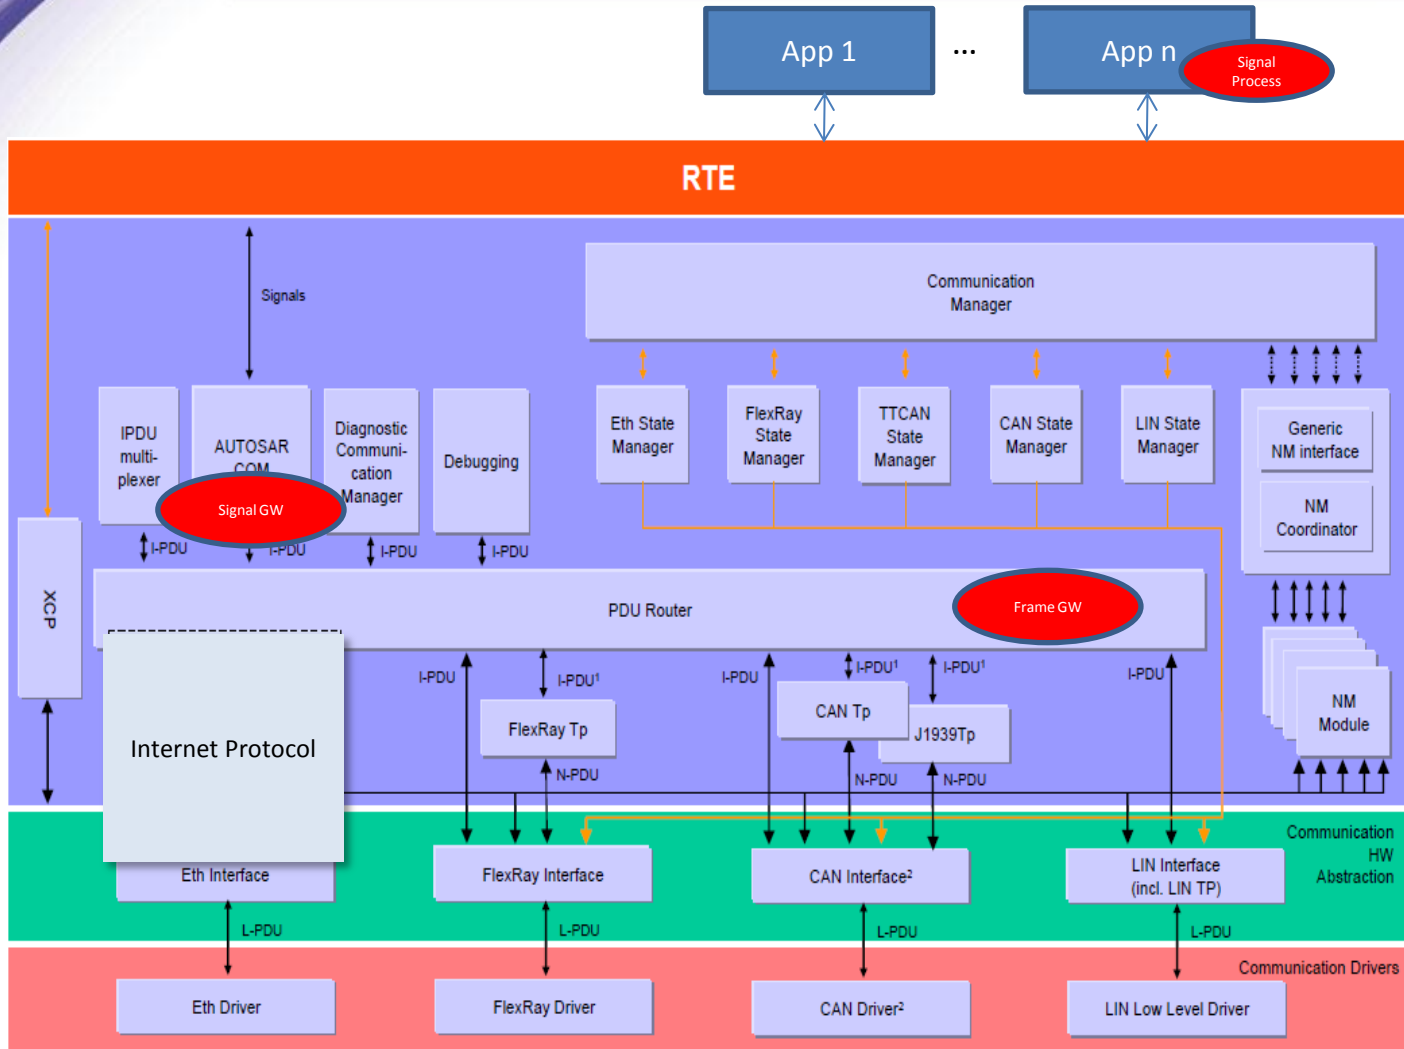 App 1
...
App n
Signal
Process
RTE
Communication
Manager
Signals
IPDU
multi-
plexer
AUTOSAR
COM
Diagnostic
Communi-
cation
Manager
Debugging
Eth State
Manager
FlexRay
State
Manager
TTCAN
State
Manager
CAN State
Manager
LIN State
Manager
Generic
NM interface
NM
Coordinator
Signal GW
I-PDU
I-PDU
I-PDU
I-PDU
XCP
PDU Router
Frame GW
I-PDU
I-PDU¹
I-PDU
I-PDU¹
I-PDU¹
I-PDU
Internet Protocol
FlexRay Tp
CAN Tp
J1939Tp
NM
Module
N-PDU
N-PDU
N-PDU
Communication
HW
Abstraction
Eth Interface
FlexRay Interface
CAN Interface²
LIN Interface
(incl. LIN TP)
L-PDU
L-PDU
L-PDU
L-PDU
Communication Drivers
Eth Driver
FlexRay Driver
CAN Driver²
LIN Low Level Driver